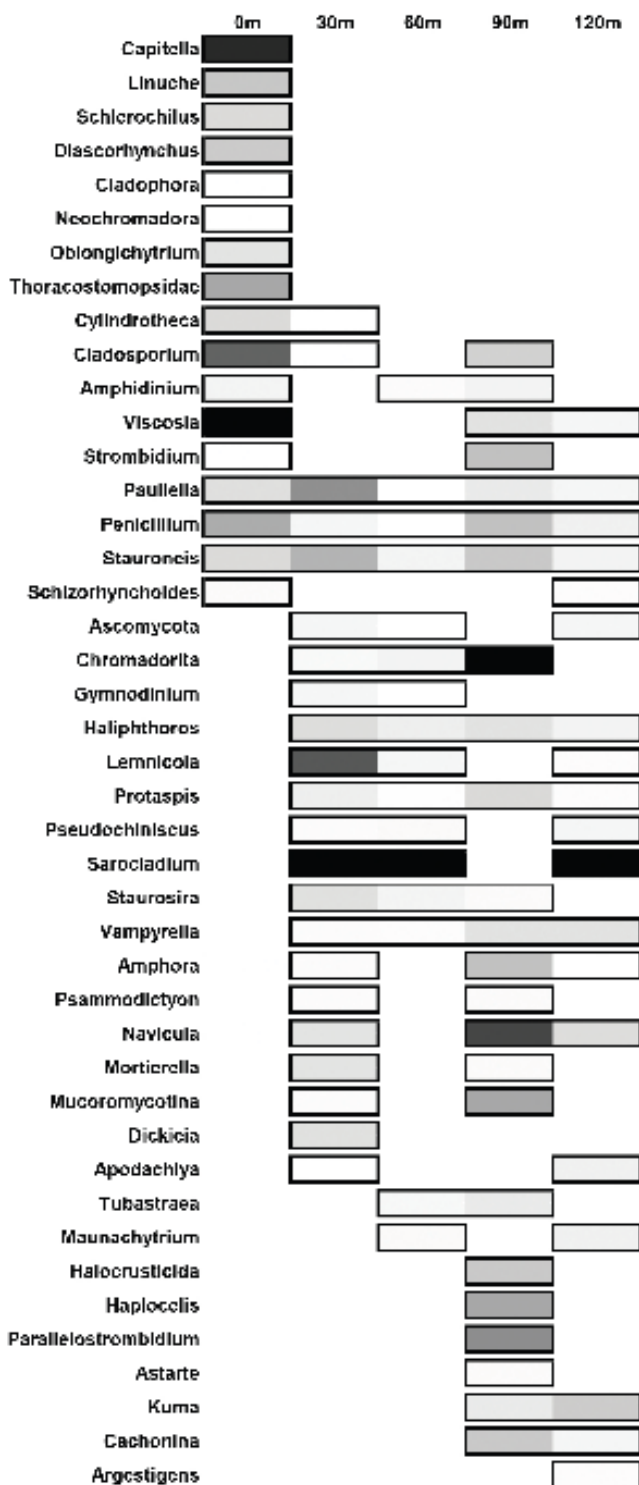 0m 30m 60m 90m 120m
Capitella
Linuche
Schlerochilus
Diascorhynchus
Cladophora
Neochromadora
Oblongichytrium
Thoracostomopsidae
Cylindrotheca
Cladosporium
Amphidinium
Viscosia
Strombidium
Pauliella
Penicillium
Stauroneis
Schizorhynchoides
Ascomycota
Chromadorita
Gymnodinium
Haliphthoros
Lemnicola
Protaspis
Pseudochiniscus
Sarocladium
Staurosira
Vampyrella
Amphora
Psammodictyon
Navicula
Mortierella
Mucoromycotina
Dickieia
Apodachlya
Tubastraea
Maunachytrium
Halocrusticida
Haplocelis
Parallelostrombidium
Astarte
Kuma
Cachonina
Argestigens